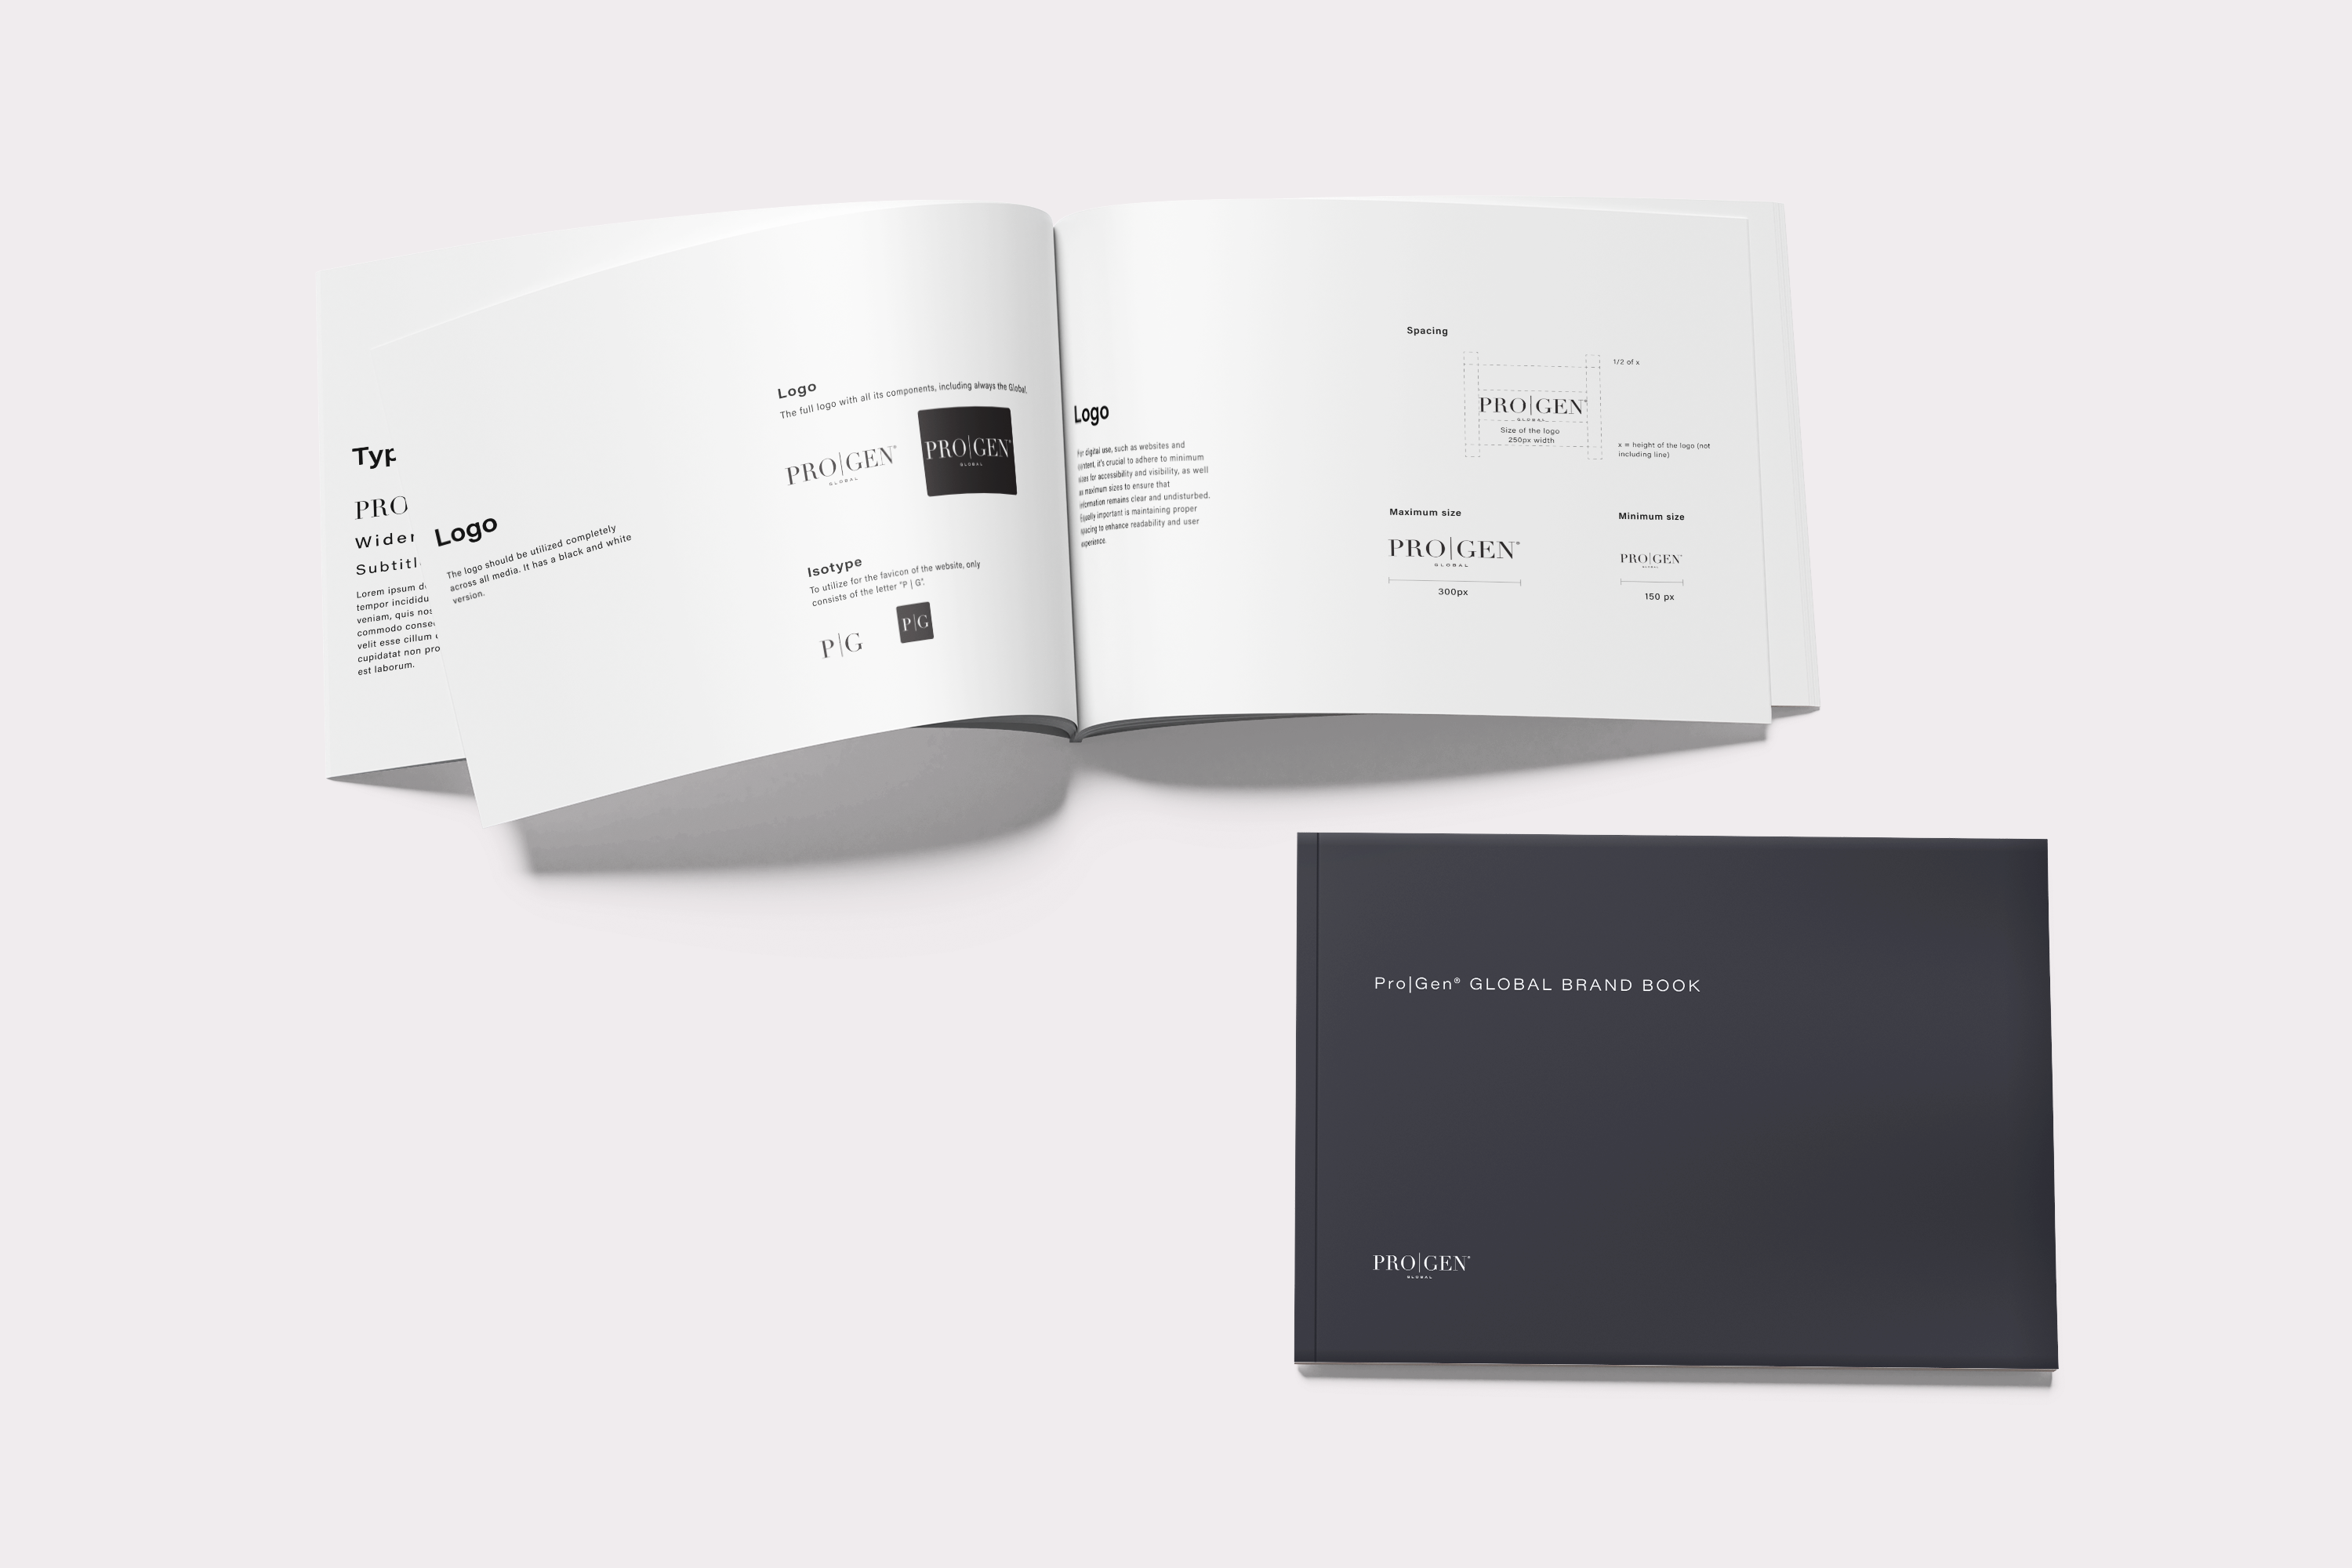 Typ
PRO
Wider
Subtitl
Lorem ipsum d
tempor incididu
veniam, quis nos
commodo conse
velit esse cillum
cupidatat non pro
est laborum.
Logo
The logo should be utilized completely
across all media. It has a black and white
version.
Logo
The full logo with all its components, including always the Global.
PRO|GEN®
GLOBAL
PRO|GEN®
GLOBAL
Isotype
To utilize for the favicon of the website, only
consists of the letter "P | G".
P|G
P|G
Logo
For digital use, such as websites and
content, it's crucial to adhere to minimum
sizes for accessibility and visibility, as well
as maximum sizes to ensure that
information remains clear and undisturbed.
Equally important is maintaining proper
spacing to enhance readability and user
experience.
Spacing
1/2 of x
PRO|GEN®
GLOBAL
Size of the logo
250px width
x = height of the logo (not
including line)
Maximum size
PRO|GEN®
GLOBAL
300px
Minimum size
PRO|GEN®
GLOBAL
150 px
Pro|Gen® GLOBAL BRAND BOOK
PRO|GEN®
GLOBAL